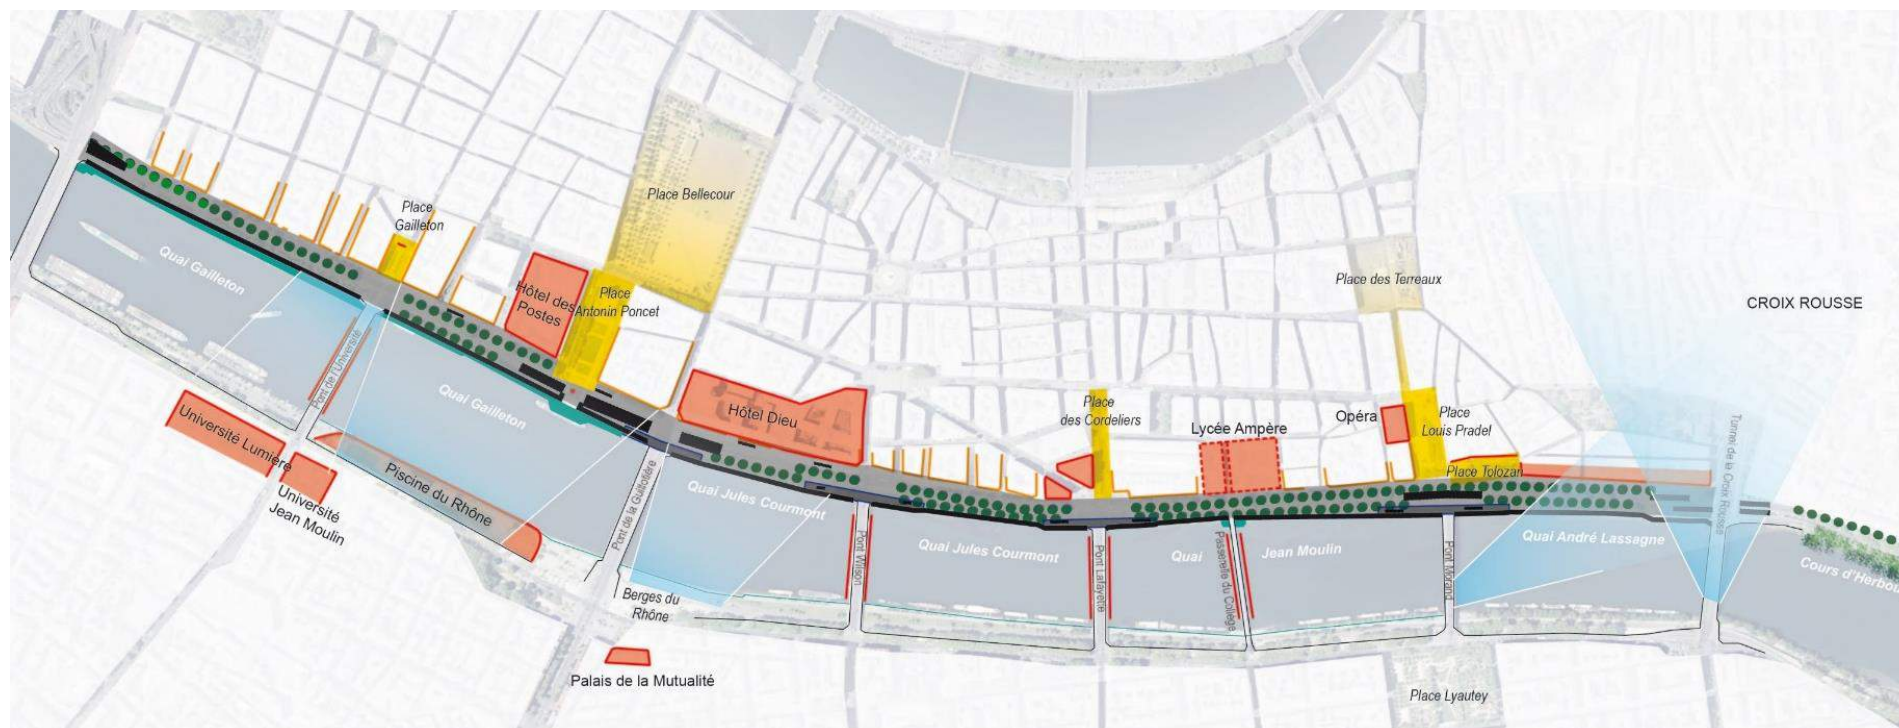 Place Bellecour
Place
Gailleton
Quai Gailleton
Hôtel des
Postes
Place
Antonin Poncet
Place des Terreaux
CROIX ROUSSE
Pont de l'Université
Quai Gailleton
Hôtel Dieu
Place
des Cordeliers
Lycée Ampère
Opéra
Place
Louis Pradel
Place Tolozan
Tunnel de la Croix Rousse
Université Lumière
Université
Jean Moulin
Piscine du Rhône
Pont de la Guillotière
Quai Jules Courmont
Pont Wilson
Quai Jules Courmont
Pont Lafayette
Quai
Passerelle du Collège
Jean Moulin
Pont Morand
Quai André Lassagne
Cours d'Herbou
Berges du
Rhône
Palais de la Mutualité
Place Lyautey